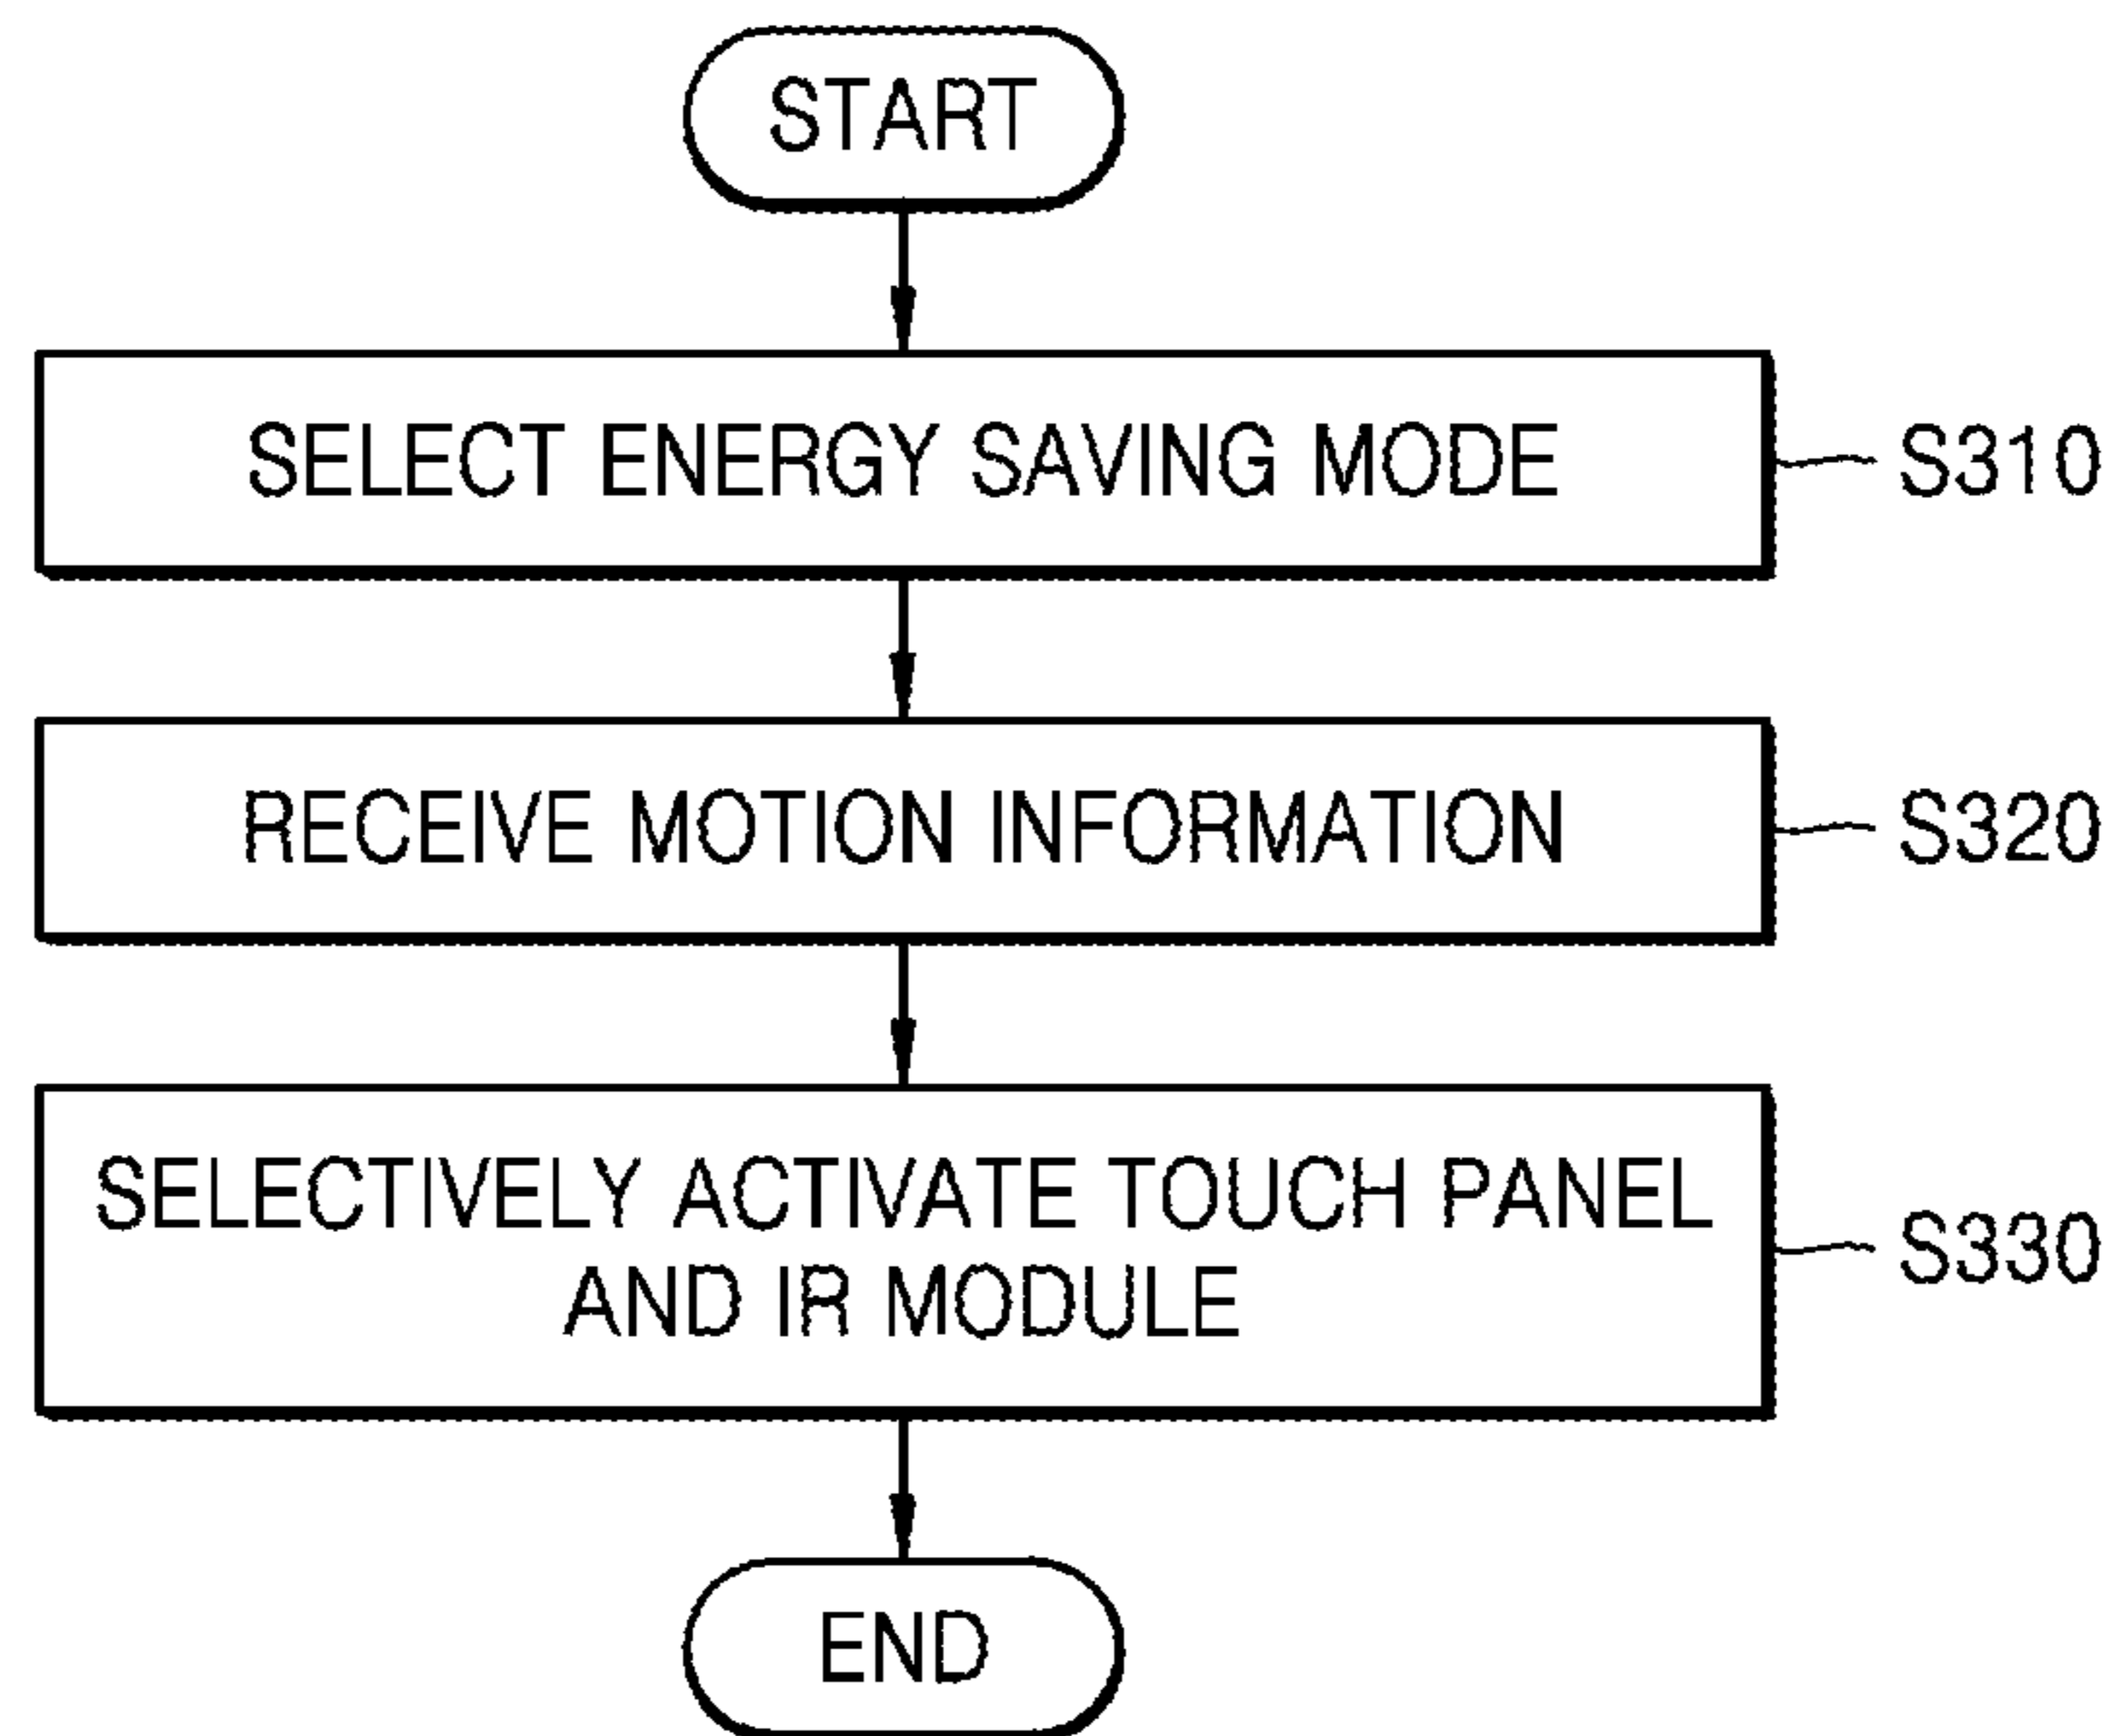 START
SELECT ENERGY SAVING MODE
S310
RECEIVE MOTION INFORMATION
S320
SELECTIVELY ACTIVATE TOUCH PANEL
AND IR MODULE
S330
END